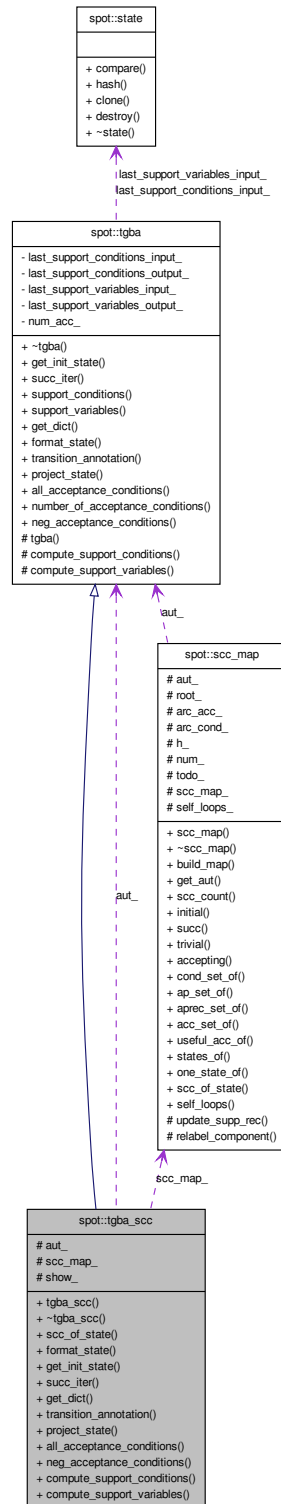 spot::state
+ compare()
+ hash()
+ clone()
+ destroy()
+ ~state()
last_support_variables_input_
last_support_conditions_input_
spot::tgba
- last_support_conditions_input_
- last_support_conditions_output_
- last_support_variables_input_
- last_support_variables_output_
- num_acc_
+ ~tgba()
+ get_init_state()
+ succ_iter()
+ support_conditions()
+ support_variables()
+ get_dict()
+ format_state()
+ transition_annotation()
+ project_state()
+ all_acceptance_conditions()
+ number_of_acceptance_conditions()
+ neg_acceptance_conditions()
# tgba()
# compute_support_conditions()
# compute_support_variables()
aut_
spot::scc_map
# aut_
# root_
# arc_acc_
# arc_cond_
# h_
# num_
# todo_
# scc_map_
# self_loops_
+ scc_map()
+ ~scc_map()
+ build_map()
+ get_aut()
+ scc_count()
+ initial()
+ succ()
+ trivial()
+ accepting()
+ cond_set_of()
+ ap_set_of()
+ aprec_set_of()
+ acc_set_of()
+ useful_acc_of()
+ states_of()
+ one_state_of()
+ scc_of_state()
+ self_loops()
# update_supp_rec()
# relabel_component()
aut_
scc_map_
spot::tgba_scc
# aut_
# scc_map_
# show_
+ tgba_scc()
+ ~tgba_scc()
+ scc_of_state()
+ format_state()
+ get_init_state()
+ succ_iter()
+ get_dict()
+ transition_annotation()
+ project_state()
+ all_acceptance_conditions()
+ neg_acceptance_conditions()
+ compute_support_conditions()
+ compute_support_variables()